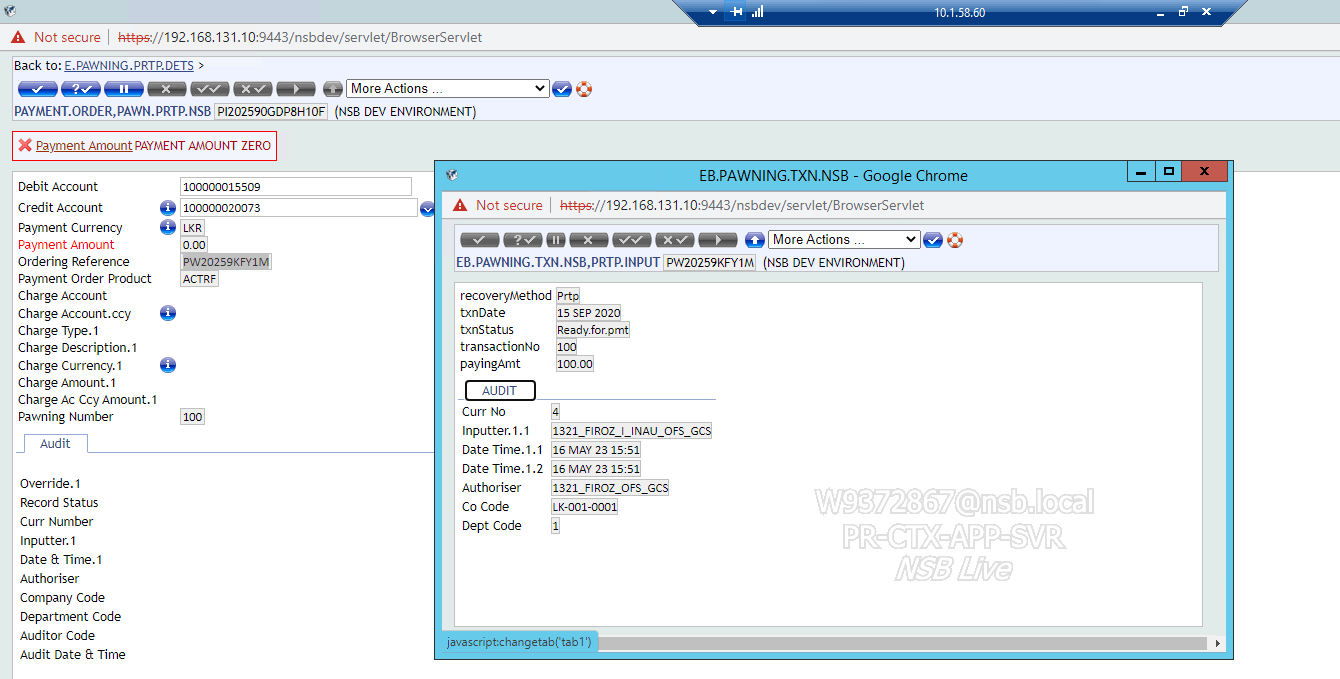 10.1.58.60
Not secure https://192.168.131.10:9443/nsbdev/servlet/BrowserServlet
Back to: E.PAWNING.PRTP.DETS >
More Actions ...
PAYMENT.ORDER,PAWN.PRTP.NSB PI202590GDP8H10F (NSB DEV ENVIRONMENT)
Payment Amount PAYMENT AMOUNT ZERO
Debit Account 100000015509
Credit Account 100000020073
Payment Currency LKR
Payment Amount 0.00
Ordering Reference PW20259KFY1M
Payment Order Product ACTRF
Charge Account
Charge Account.ccy
Charge Type.1
Charge Description.1
Charge Currency.1
Charge Amount.1
Charge Ac Ccy Amount.1
Pawning Number 100
Audit
Override.1
Record Status
Curr Number
Inputter.1
Date & Time.1
Authoriser
Company Code
Department Code
Auditor Code
Audit Date & Time
EB.PAWNING.TXN.NSB - Google Chrome
Not secure https://192.168.131.10:9443/nsbdev/servlet/BrowserServlet
More Actions ...
EB.PAWNING.TXN.NSB,PRTP.INPUT PW20259KFY1M (NSB DEV ENVIRONMENT)
recoveryMethod Prtp
txnDate 15 SEP 2020
txnStatus Ready.for.pmt
transactionNo 100
payingAmt 100.00
AUDIT
Curr No 4
Inputter.1.1 1321_FIROZ_I_INAU_OFS_GCS
Date Time.1.1 16 MAY 23 15:51
Date Time.1.2 16 MAY 23 15:51
Authoriser 1321_FIROZ_OFS_GCS
Co Code LK-001-0001
Dept Code 1
W9372867@nsb.local
PR-CTX-APP-SVR
NSB Live
javascript:changetab('tab1')